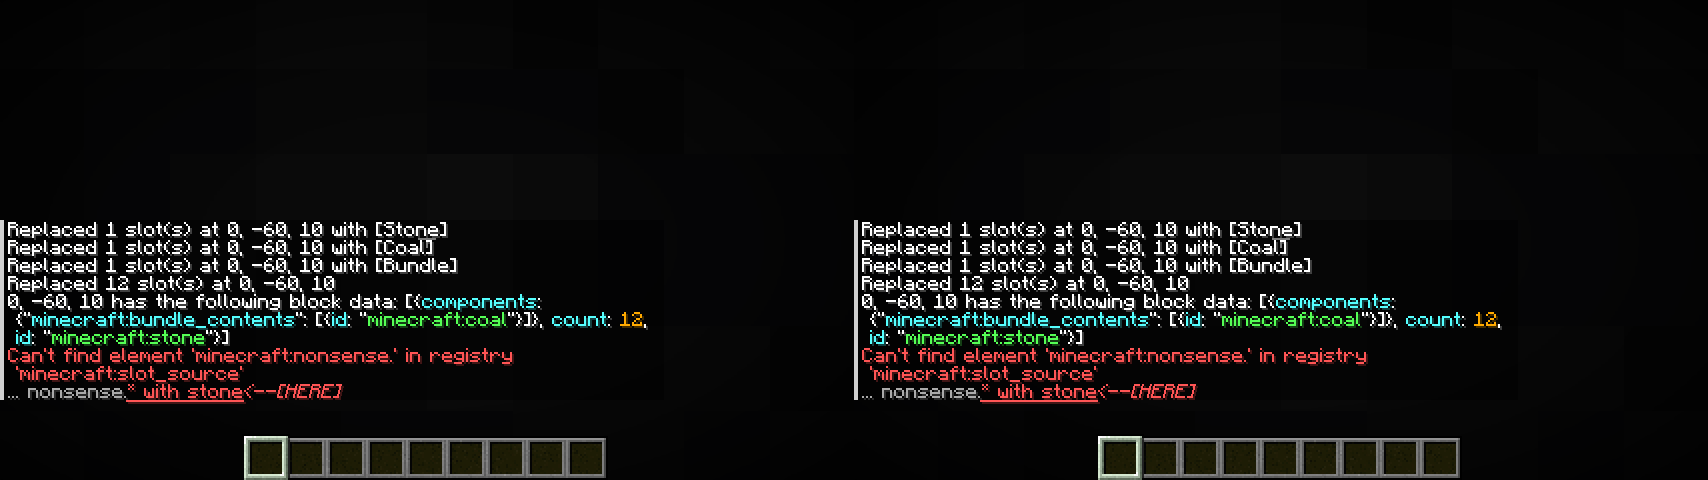 Replaced 1 slot(s) at 0, -60, 10 with [Stone]
Replaced 1 slot(s) at 0, -60, 10 with [Coal]
Replaced 1 slot(s) at 0, -60, 10 with [Bundle]
Replaced 12 slot(s) at 0, -60, 10
0, -60, 10 has the following block data: [{components:
{"minecraft:bundle_contents": [{id: "minecraft:coal"}]}, count: 12,
id: "minecraft:stone"}]
Can't find element 'minecraft:nonsense.' in registry
'minecraft:slot_source'
... nonsense.* with stone<--[HERE]
Replaced 1 slot(s) at 0, -60, 10 with [Stone]
Replaced 1 slot(s) at 0, -60, 10 with [Coal]
Replaced 1 slot(s) at 0, -60, 10 with [Bundle]
Replaced 12 slot(s) at 0, -60, 10
0, -60, 10 has the following block data: [{components:
{"minecraft:bundle_contents": [{id: "minecraft:coal"}]}, count: 12,
id: "minecraft:stone"}]
Can't find element 'minecraft:nonsense.' in registry
'minecraft:slot_source'
... nonsense.* with stone<--[HERE]